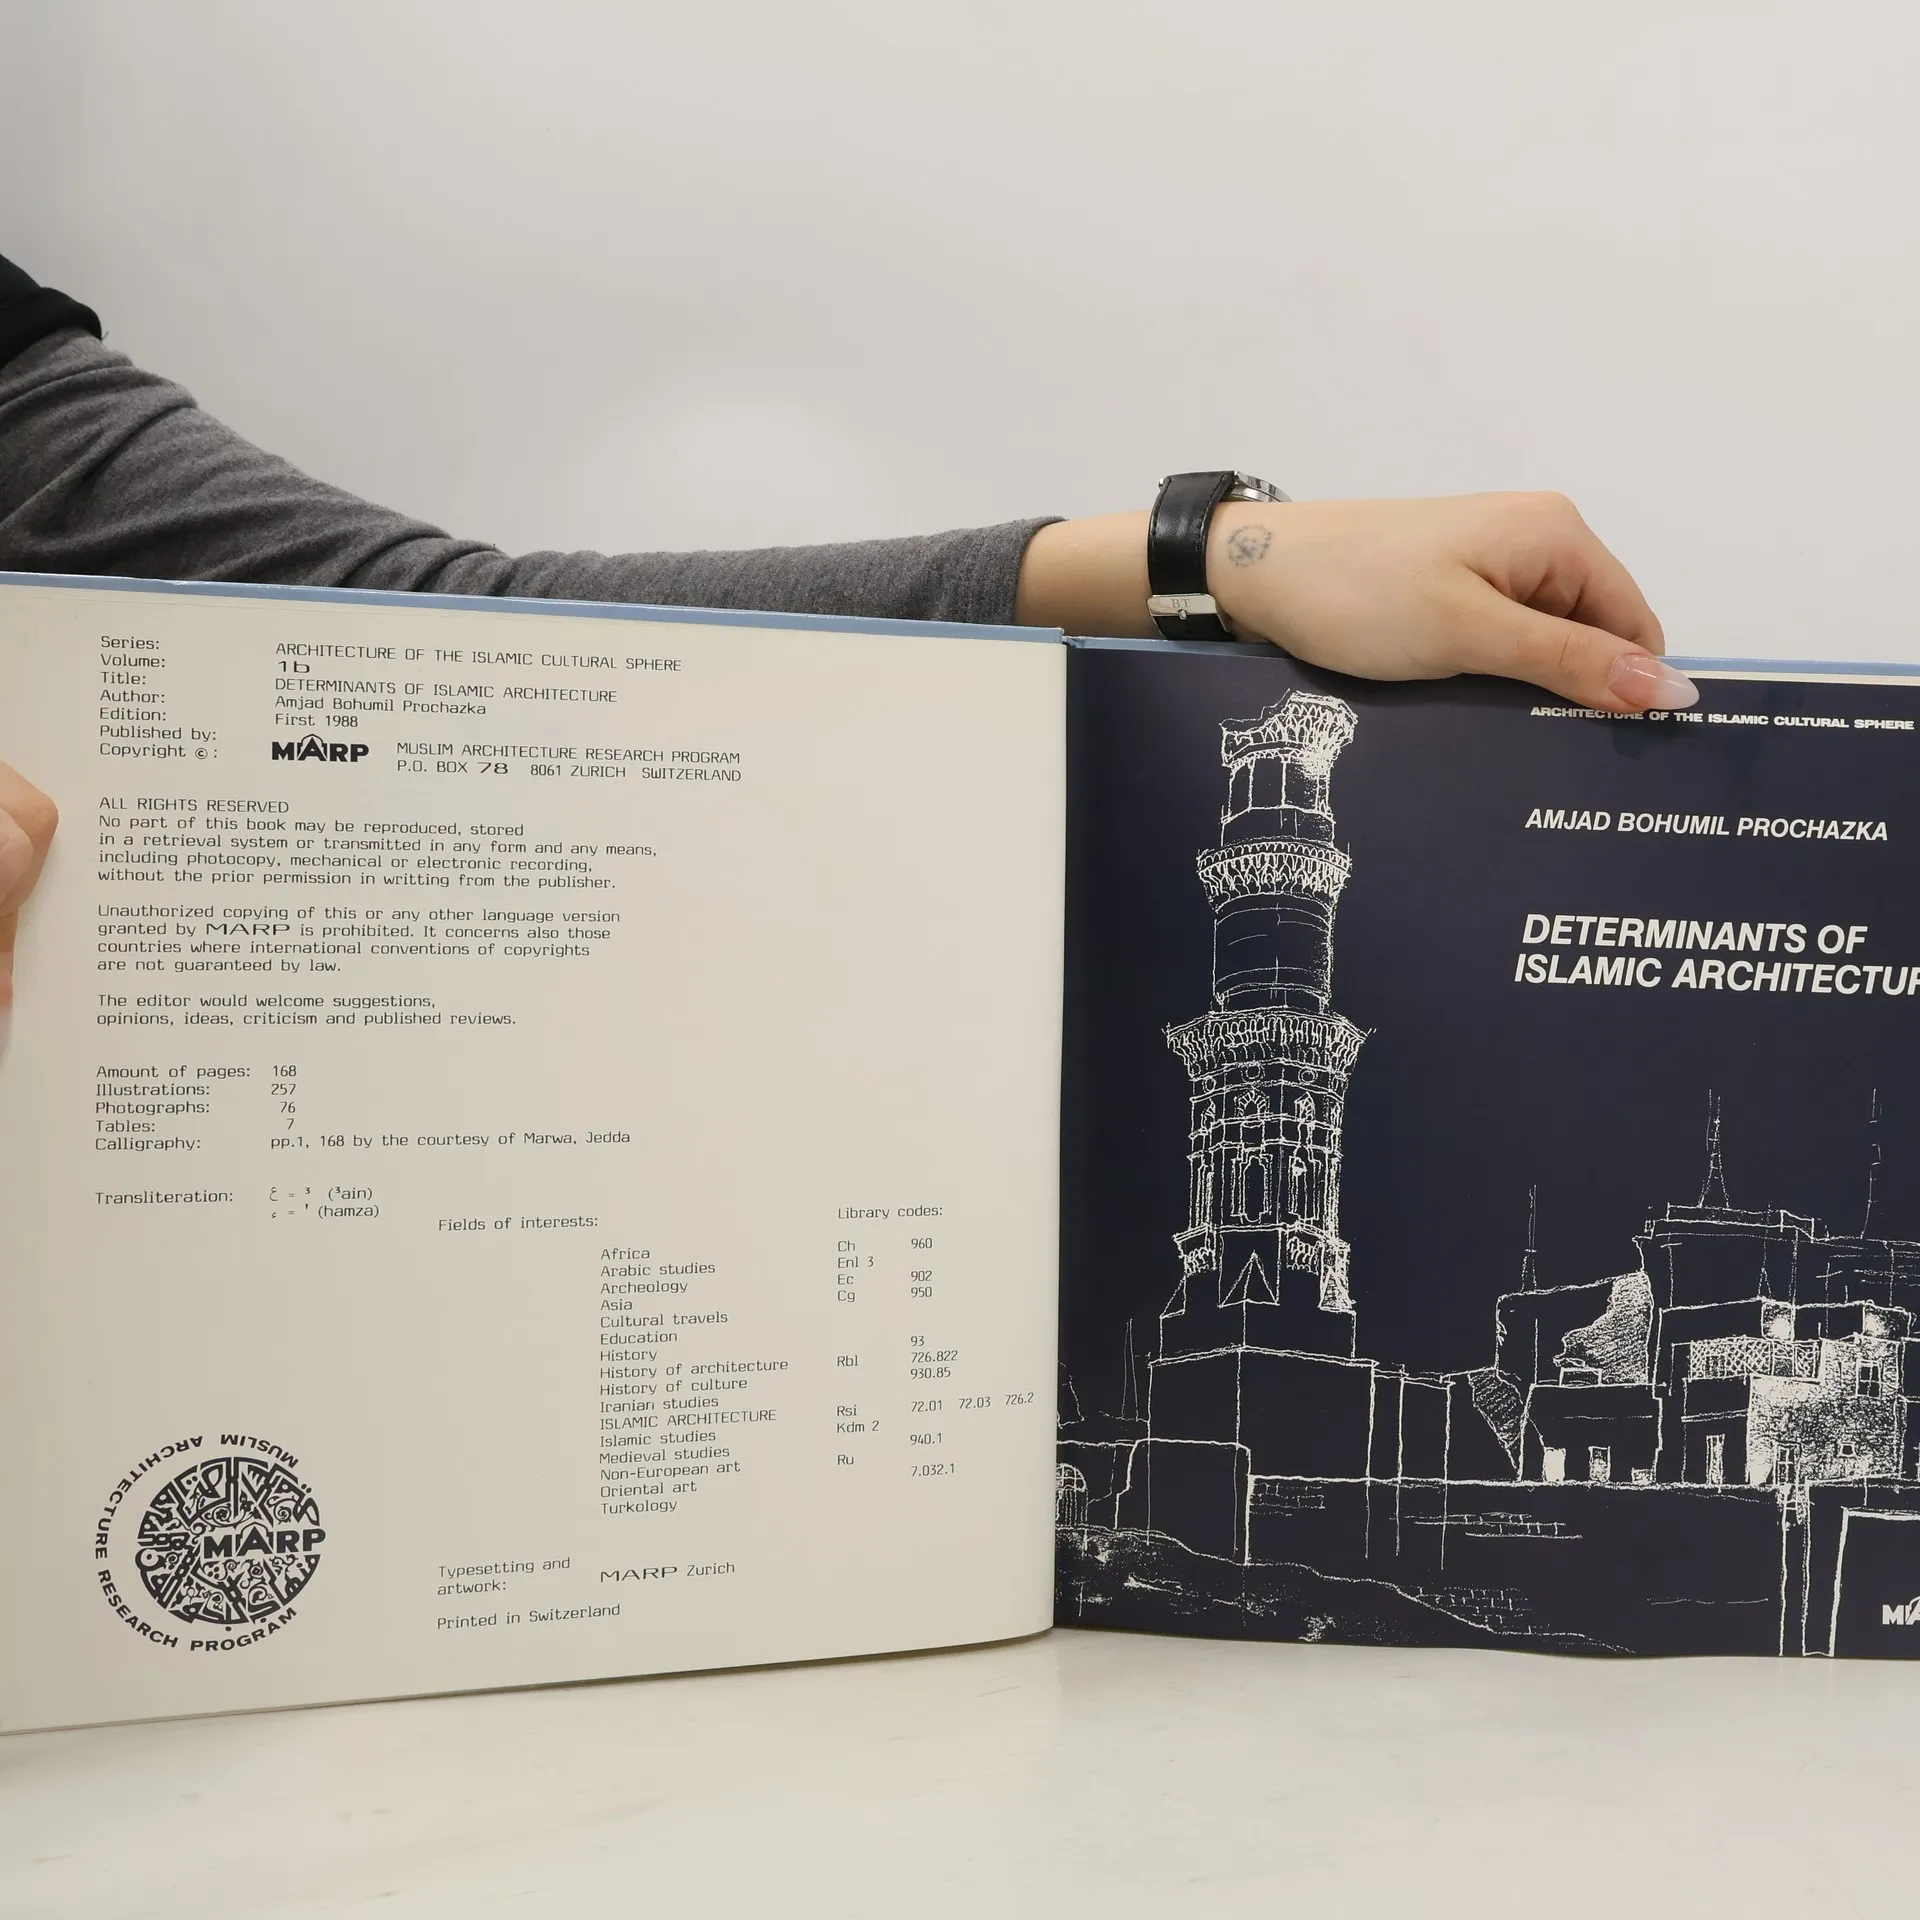 Series: ARCHITECTURE OF THE ISLAMIC CULTURAL SPHERE
Volume: 1b
Title: DETERMINANTS OF ISLAMIC ARCHITECTURE
Author: Amjad Bohumil Prochazka
Edition: First 1988
Published by:
Copyright ©: MARP MUSLIM ARCHITECTURE RESEARCH PROGRAM
P.O. BOX 78 8061 ZURICH SWITZERLAND
ALL RIGHTS RESERVED
No part of this book may be reproduced, stored
in a retrieval system or transmitted in any form and any means,
including photocopy, mechanical or electronic recording,
without the prior permission in writting from the publisher.
Unauthorized copying of this or any other language version
granted by MARP is prohibited. It concerns also those
countries where international conventions of copyrights
are not guaranteed by law.
The editor would welcome suggestions,
opinions, ideas, criticism and published reviews.
Amount of pages: 168
Illustrations: 257
Photographs: 76
Tables: 7
Calligraphy: pp.1, 168 by the courtesy of Marwa, Jedda
Transliteration: ع = ³ (³ain)
ء = ' (hamza)
Fields of interests: Library codes:
Africa Ch 960
Arabic studies Enl 3
Archeology Ec 902
Asia Cg 950
Cultural travels
Education
History 93
History of architecture Rbl 726.822
History of culture 930.85
Iranian studies
ISLAMIC ARCHITECTURE Rsi 72.01 72.03 726.2
Islamic studies Kdm 2
Medieval studies 940.1
Non-European art Ru
Oriental art 7.032.1
Turkology
Typesetting and
artwork: MARP Zurich
Printed in Switzerland
MUSLIM ARCHITECTURE RESEARCH PROGRAM
MARP
BT
ARCHITECTURE OF THE ISLAMIC CULTURAL SPHERE
AMJAD BOHUMIL PROCHAZKA
DETERMINANTS OF
ISLAMIC ARCHITECTUR
MA